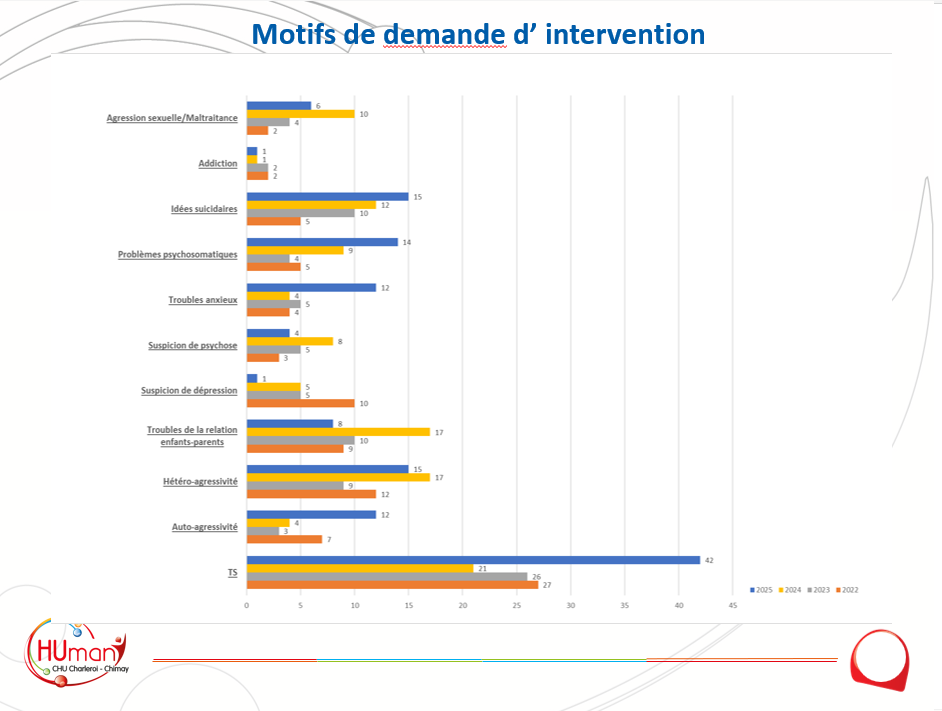 Motifs de demande d’ intervention
Agression sexuelle/Maltraitance
6
10
4
2
Addiction
1
1
2
2
Idées suicidaires
15
12
10
5
Problèmes psychosomatiques
14
9
4
5
Troubles anxieux
12
4
5
4
Suspicion de psychose
4
8
5
3
Suspicion de dépression
1
5
5
10
Troubles de la relation
enfants-parents
8
17
10
9
Hétéro-agressivité
15
17
9
12
Auto-agressivité
12
4
3
7
TS
42
21
26
27
2025 2024 2023 2022
0 5 10 15 20 25 30 35 40 45
HUmani
CHU Charleroi - Chimay